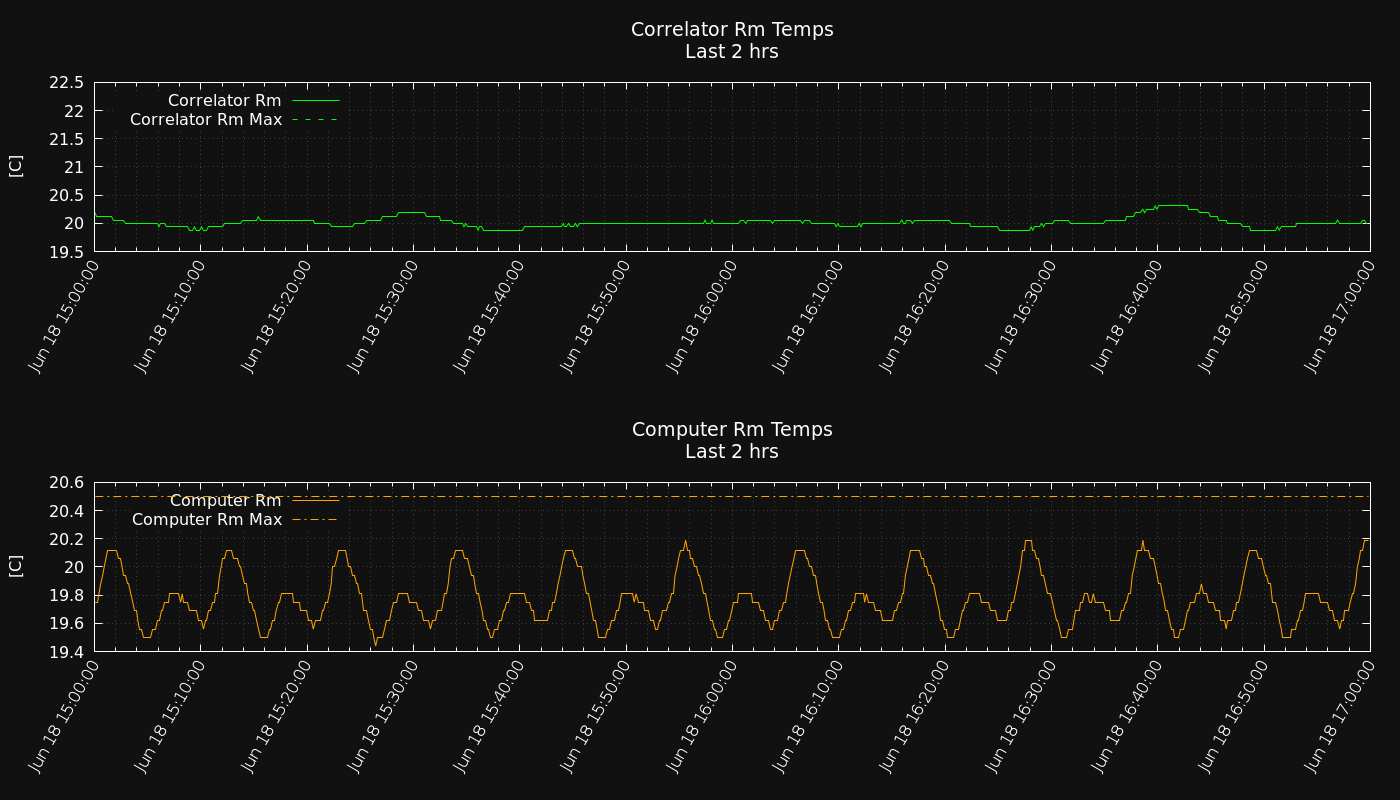 Correlator Rm Temps
Last 2 hrs
22.5
22
21.5
21
20.5
20
19.5
[C]
Correlator Rm
Correlator Rm Max
Jun 18 15:00:00
Jun 18 15:10:00
Jun 18 15:20:00
Jun 18 15:30:00
Jun 18 15:40:00
Jun 18 15:50:00
Jun 18 16:00:00
Jun 18 16:10:00
Jun 18 16:20:00
Jun 18 16:30:00
Jun 18 16:40:00
Jun 18 16:50:00
Jun 18 17:00:00
Computer Rm Temps
Last 2 hrs
20.6
20.4
20.2
20
19.8
19.6
19.4
[C]
Computer Rm
Computer Rm Max
Jun 18 15:00:00
Jun 18 15:10:00
Jun 18 15:20:00
Jun 18 15:30:00
Jun 18 15:40:00
Jun 18 15:50:00
Jun 18 16:00:00
Jun 18 16:10:00
Jun 18 16:20:00
Jun 18 16:30:00
Jun 18 16:40:00
Jun 18 16:50:00
Jun 18 17:00:00